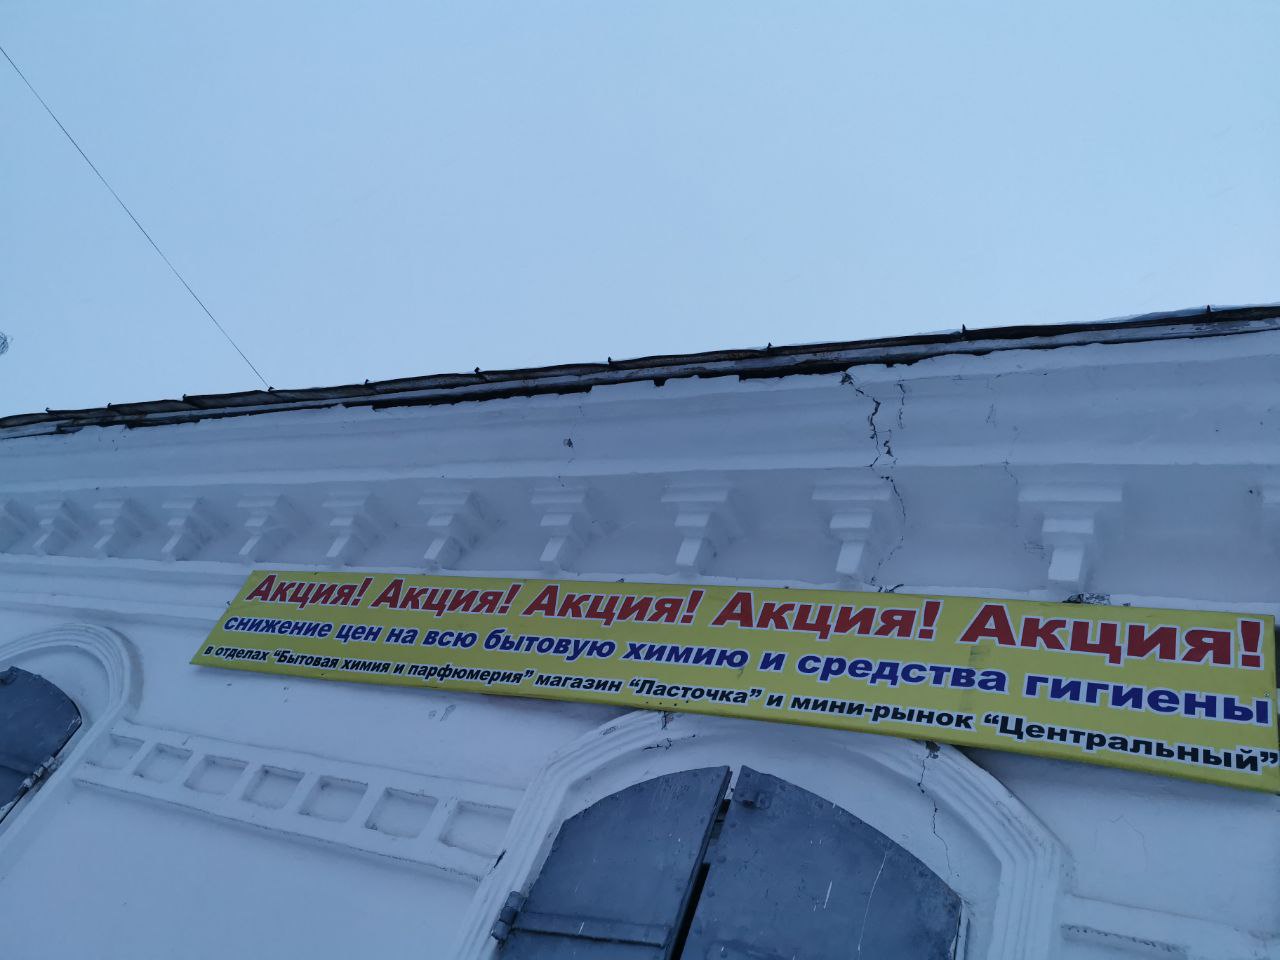 Акция! Акция! Акция! Акция! Акция!
снижение цен на всю бытовую химию и средства гигиены
в отделах “Бытовая химия и парфюмерия” магазин “Ласточка” и мини-рынок “Центральный”